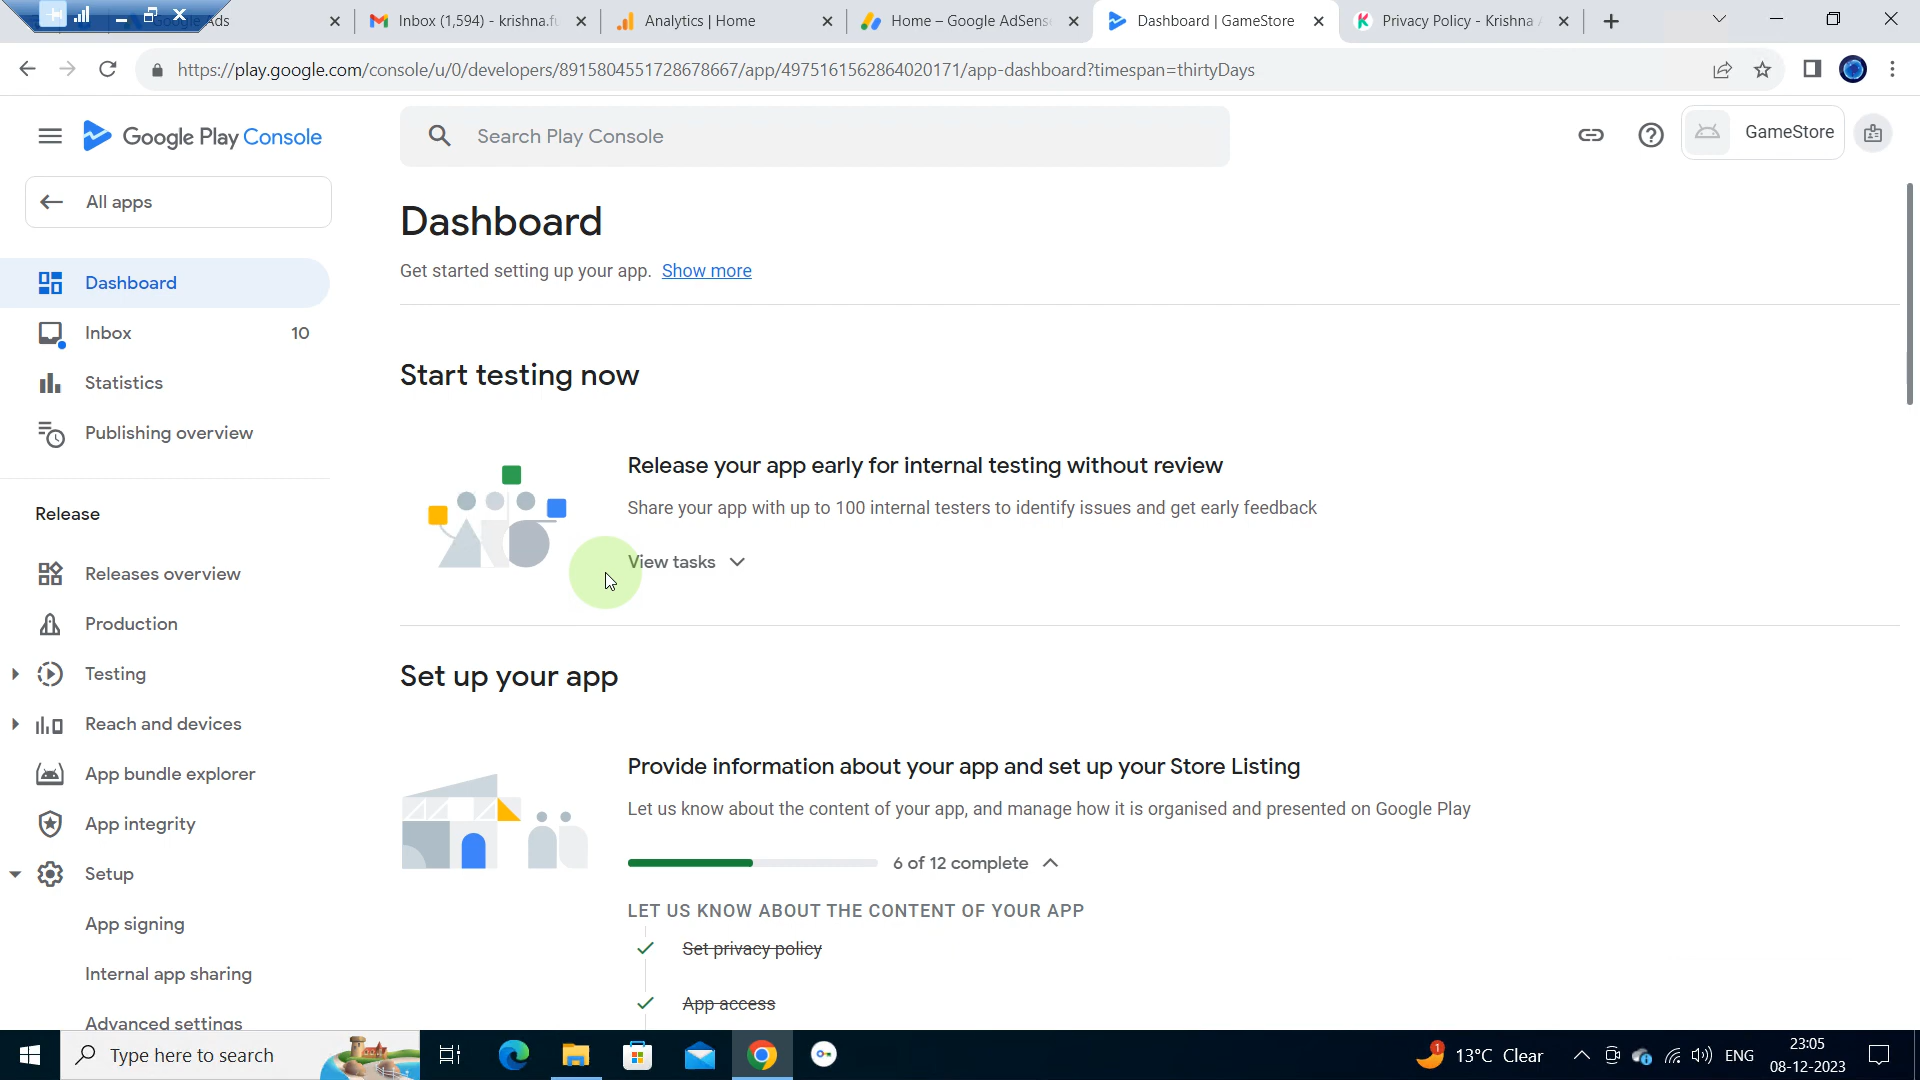 Ads
Inbox (1,594) - krishna.fu
Analytics | Home
Home – Google AdSens
Dashboard | GameStore
Privacy Policy - Krishna
https://play.google.com/console/u/0/developers/8915804551728678667/app/4975161562864020171/app-dashboard?timespan=thirtyDays
Google Play Console
Search Play Console
GameStore
All apps
Dashboard
Inbox 10
Statistics
Publishing overview
Release
Releases overview
Production
Testing
Reach and devices
App bundle explorer
App integrity
Setup
App signing
Internal app sharing
Advanced settings
Dashboard
Get started setting up your app. Show more
Start testing now
Release your app early for internal testing without review
Share your app with up to 100 internal testers to identify issues and get early feedback
View tasks
Set up your app
Provide information about your app and set up your Store Listing
Let us know about the content of your app, and manage how it is organised and presented on Google Play
6 of 12 complete
LET US KNOW ABOUT THE CONTENT OF YOUR APP
Set privacy policy
App access
Type here to search
1
13°C Clear
ENG
23:05
08-12-2023